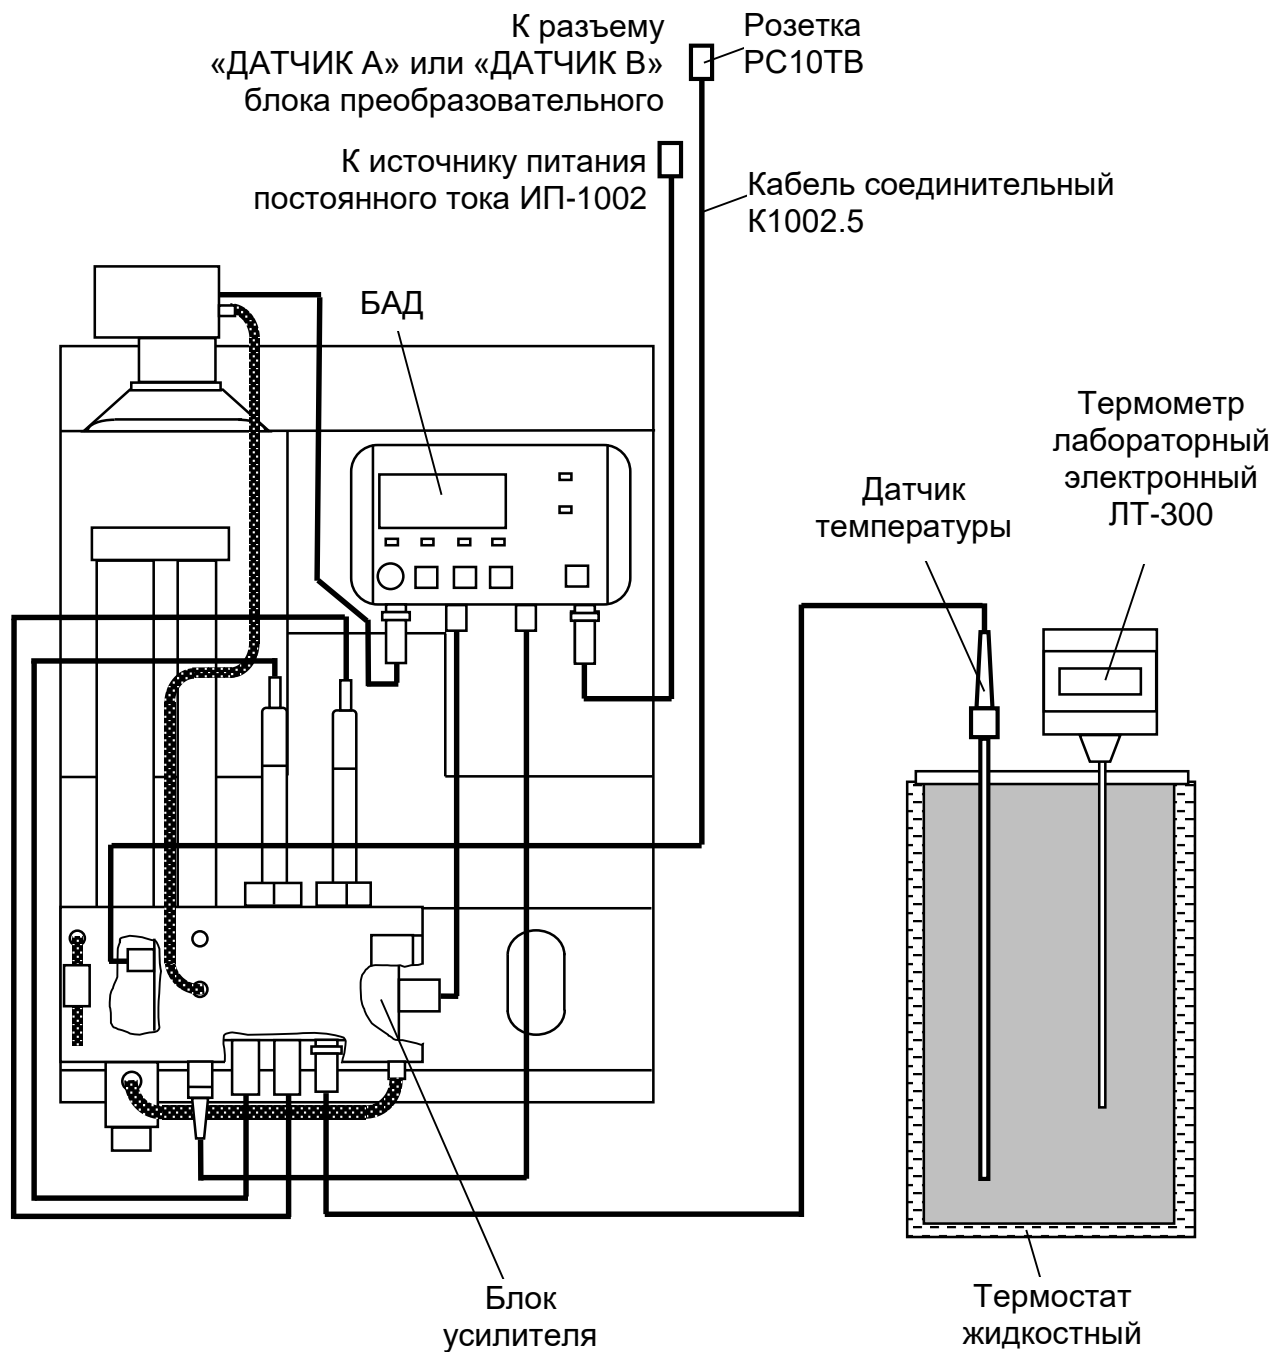 К разъему
«ДАТЧИК А» или «ДАТЧИК В»
блока преобразовательного
Розетка
РС10ТВ
К источнику питания
постоянного тока ИП-1002
Кабель соединительный
К1002.5
БАД
Термометр
лабораторный
электронный
ЛТ-300
Датчик
температуры
Блок
усилителя
Термостат
жидкостный